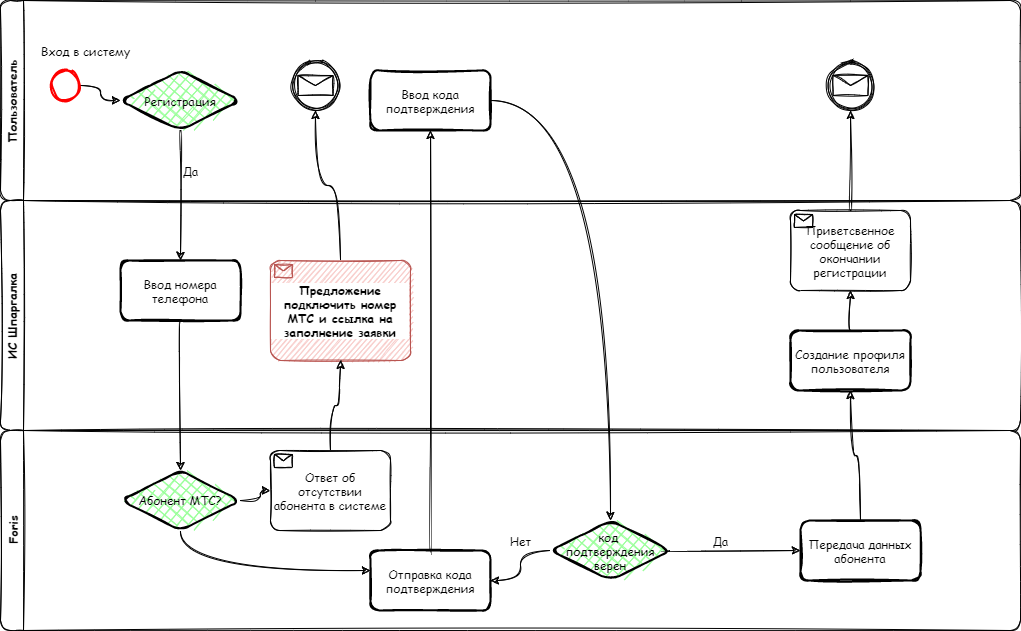 Пользователь
Вход в систему
Регистрация
Да
Ввод кода
подтверждения
ИС Шпаргалка
Ввод номера
телефона
Предложение
подключить номер
МТС и ссылка на
заполнение заявки
Приветсвенное
сообщение об
окончании
регистрации
Создание профиля
пользователя
Foris
Абонент МТС?
Ответ об
отсутствии
абонента в системе
Отправка кода
подтверждения
Нет
код
подтверждения
верен
Да
Передача данных
абонента